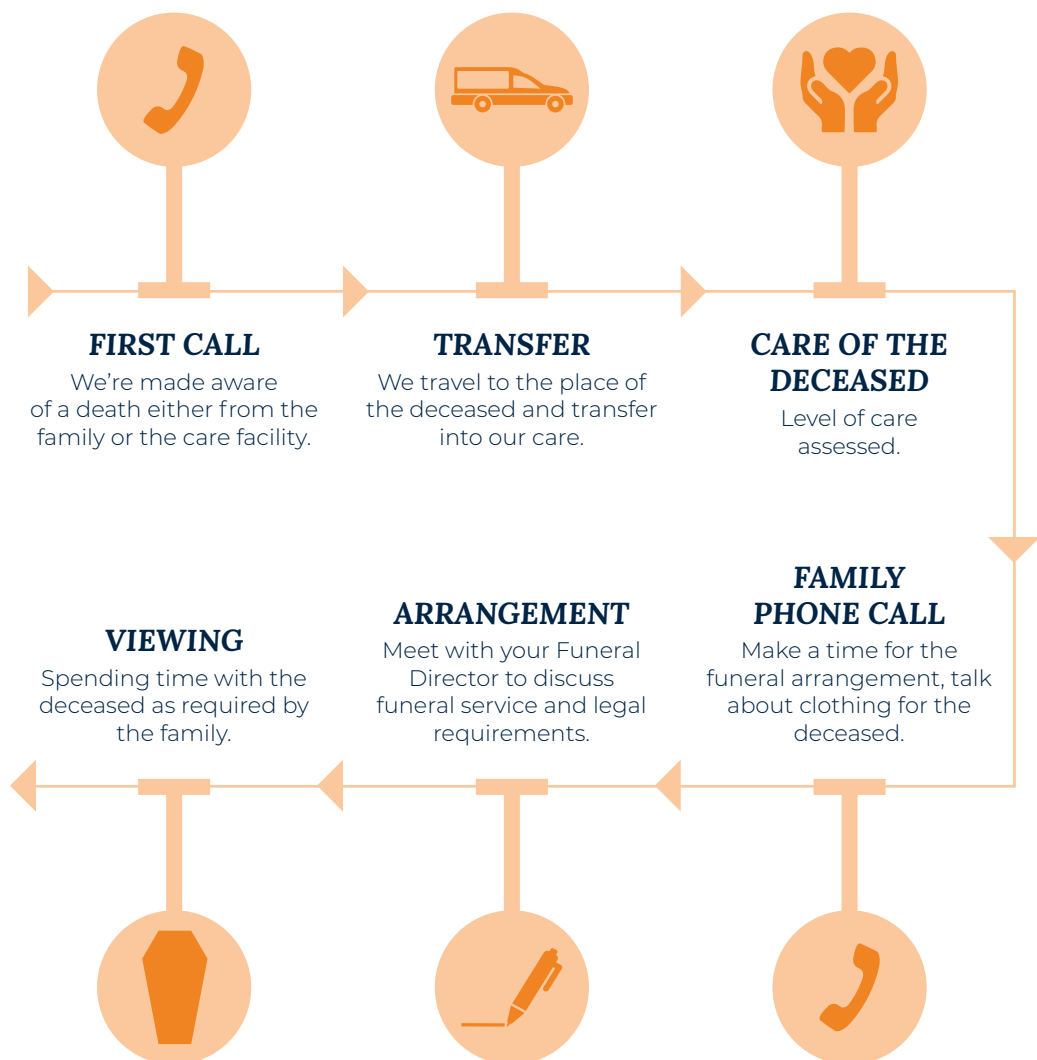 FIRST CALL
We’re made aware
of a death either from the
family or the care facility.
TRANSFER
We travel to the place of
the deceased and transfer
into our care.
CARE OF THE
DECEASED
Level of care
assessed.
FAMILY
PHONE CALL
Make a time for the
funeral arrangement, talk
about clothing for the
deceased.
ARRANGEMENT
Meet with your Funeral
Director to discuss
funeral service and legal
requirements.
VIEWING
Spending time with the
deceased as required by
the family.